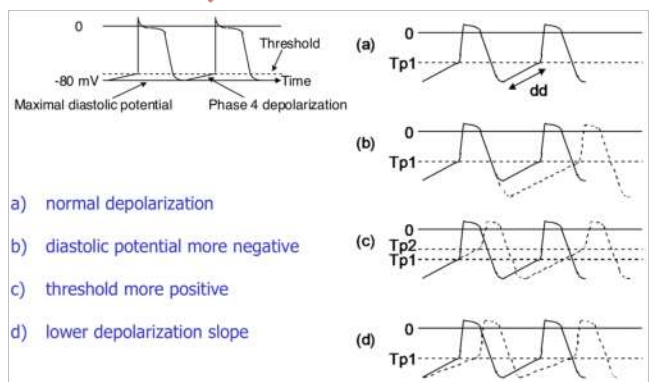 0
Threshold
-80 mV
Time
Maximal diastolic potential
Phase 4 depolarization
a) normal depolarization
b) diastolic potential more negative
c) threshold more positive
d) lower depolarization slope
(a)
0
Tp1
dd
(b)
0
Tp1
(c)
0
Tp2
Tp1
(d)
0
Tp1